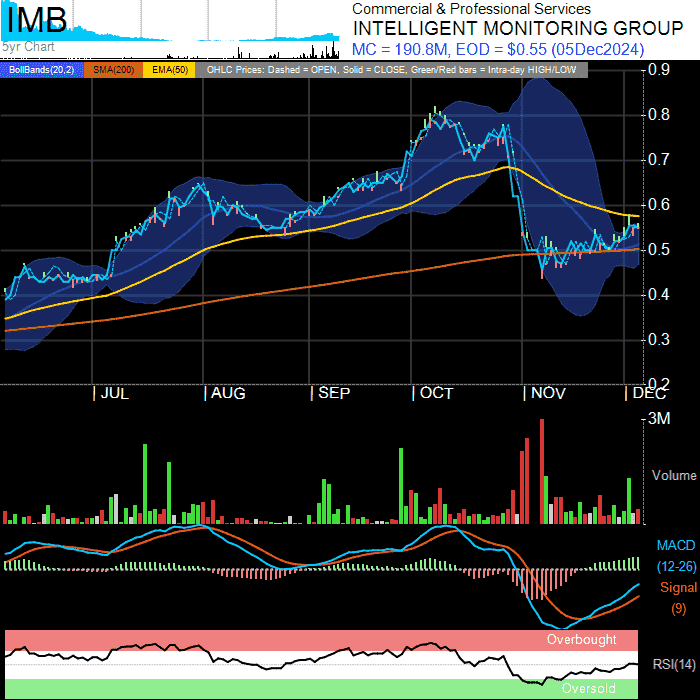 IMB
5yr Chart
Commercial & Professional Services
INTELLIGENT MONITORING GROUP
MC = 190.8M, EOD = $0.55 (05Dec2024)
BollBands(20,2) SMA(200) EMA(50) OHLC Prices: Dashed = OPEN, Solid = CLOSE, Green/Red bars = Intra-day HIGH/LOW
0.9
0.8
0.7
0.6
0.5
0.4
0.3
0.2
JUL AUG SEP OCT NOV DEC
3M
Volume
MACD
(12-26)
Signal
(9)
Overbought
RSI(14)
Oversold